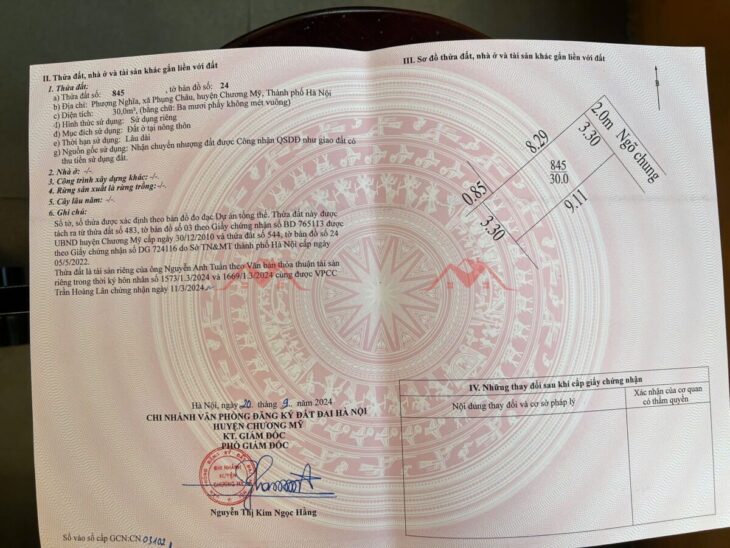 II. Thửa đất, nhà ở và tài sản khác gắn liền với đất
1. Thửa đất:
a) Thửa đất số: 845 , tờ bản đồ số: 24
b) Địa chỉ: Phượng Nghĩa, xã Phụng Châu, huyện Chương Mỹ, Thành phố Hà Nội
c) Diện tích: 30,0m², (bằng chữ: Ba mươi phẩy không mét vuông)
d) Hình thức sử dụng: Sử dụng riêng
đ) Mục đích sử dụng: Đất ở tại nông thôn
e) Thời hạn sử dụng: Lâu dài
g) Nguồn gốc sử dụng: Nhận chuyển nhượng đất được Công nhận QSDĐ như giao đất có
thu tiền sử dụng đất.
2. Nhà ở: -/-
3. Công trình xây dựng khác: -/-
4. Rừng sản xuất là rừng trồng: -/-
5. Cây lâu năm: -/-
6. Ghi chú:
Số tờ, số thửa được xác định theo bản đồ đo đạc Dự án tổng thể. Thửa đất này được
tách ra từ thửa đất số 483, tờ bản đồ số 03 theo Giấy chứng nhận số BD 765113 được
UBND huyện Chương Mỹ cấp ngày 30/12/2010 và thửa đất số 544, tờ bản đồ số 24
theo Giấy chứng nhận số DG 724116 do Sở TN&MT thành phố Hà Nội cấp ngày
05/5/2022.
Thửa đất là tài sản riêng của ông Nguyễn Anh Tuấn theo Văn bản thỏa thuận tài sản
riêng trong thời kỳ hôn nhân số 1573/1.3/2024 và 1669/1.3/2024 cùng được VPCC
Trần Hoàng Lân chứng nhận ngày 11/3/2024
Hà Nội, ngày 20 tháng 9 năm 2024
CHI NHÁNH VĂN PHÒNG ĐĂNG KÝ ĐẤT ĐAI HÀ NỘI
HUYỆN CHƯƠNG MỸ
KT. GIÁM ĐỐC
PHÓ GIÁM ĐỐC
CHI NHÁNH
HUYỆN
CHƯƠNG MỸ
Nguyễn Thị Kim Ngọc Hằng
Số vào sổ cấp GCN:CN 03102
III. Sơ đồ thửa đất, nhà ở và tài sản khác gắn liền với đất
B
2.0m Ngõ chung
8.29
3.30
845
30.0
0.85
9.11
3.30
IV. Những thay đổi sau khi cấp giấy chứng nhận
Nội dung thay đổi và cơ sở pháp lý
Xác nhận của cơ quan
có thẩm quyền